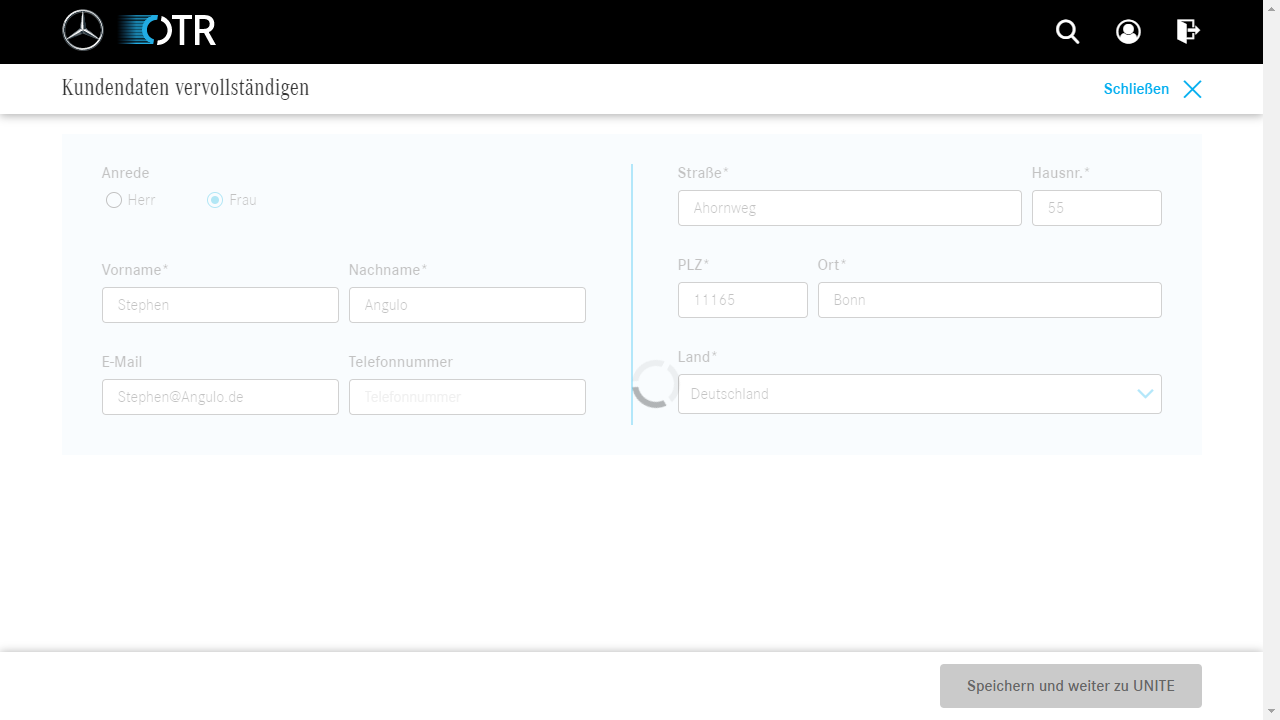 OTR
Kundendaten vervollständigen
Schließen
Anrede
Herr
Frau
Vorname*
Nachname*
Stephen
Angulo
E-Mail
Telefonnummer
Stephen@Angulo.de
Telefonnummer
Straße*
Hausnr.*
Ahornweg
55
PLZ*
Ort*
11165
Bonn
Land*
Deutschland
Speichern und weiter zu UNITE